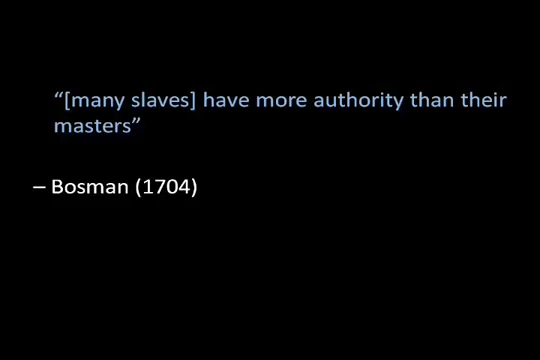 “[many slaves] have more authority than their
masters”
– Bosman (1704)